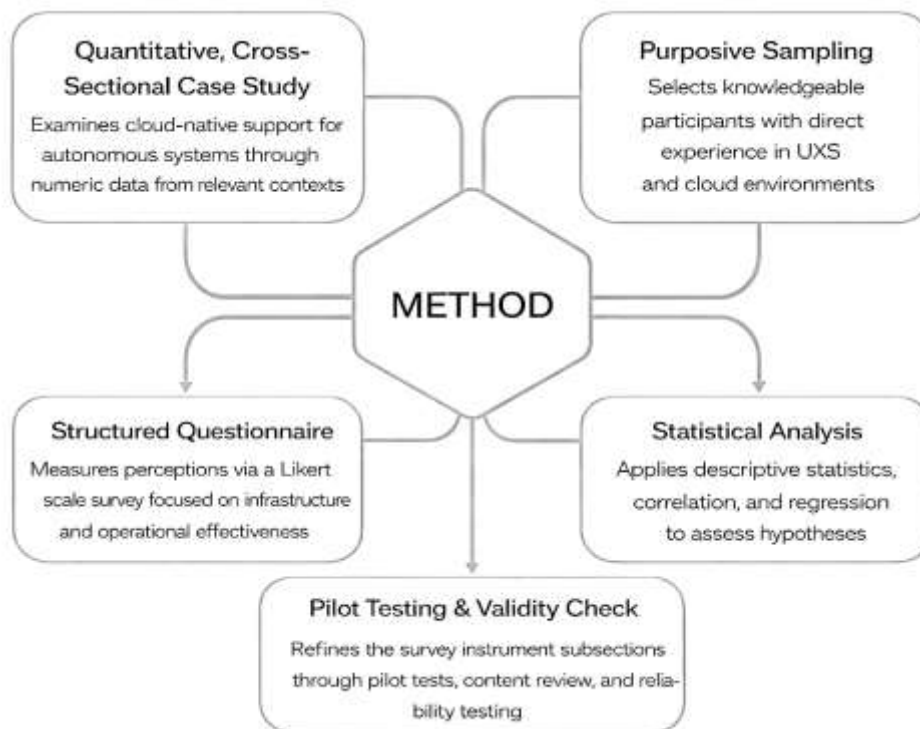 Quantitative, Cross-
Sectional Case Study
Examines cloud-native support for
autonomous systems through
numeric data from relevant contexts
Purposive Sampling
Selects knowledgeable
participants with direct
experience in UXS
and cloud environments
METHOD
Structured Questionnaire
Measures perceptions via a Likert
scale survey focused on infrastructure
and operational effectiveness
Statistical Analysis
Applies descriptive statistics,
correlation, and regression
to assess hypotheses
Pilot Testing & Validity Check
Refines the survey instrument subsections
through pilot tests, content review, and relia-
bility testing